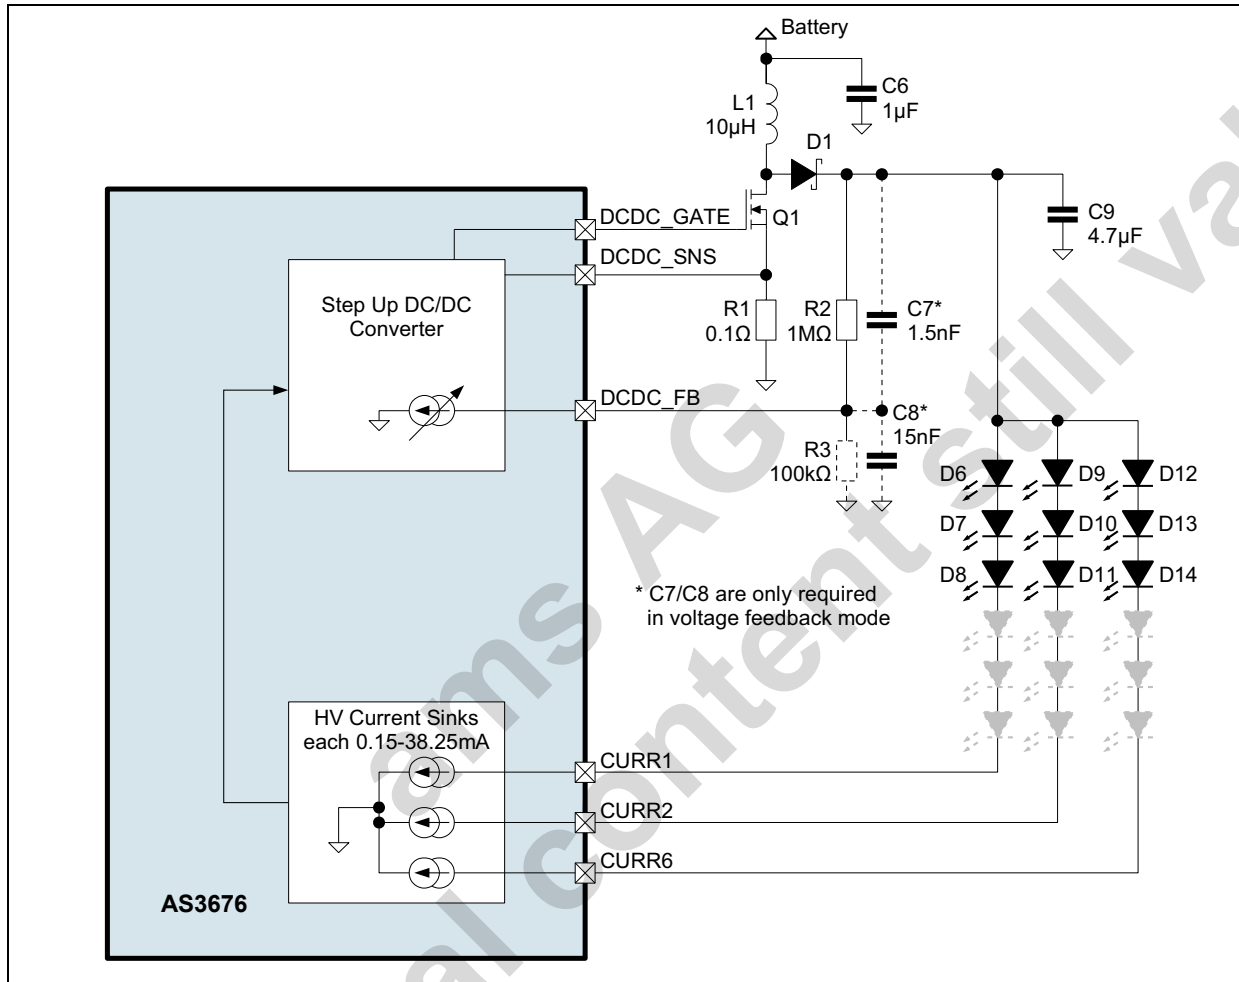 Battery
C6
1µF
L1
10µH
D1
DCDC_GATE
Q1
C9
4.7µF
DCDC_SNS
Step Up DC/DC
Converter
R1
0.1Ω
R2
1MΩ
C7*
1.5nF
DCDC_FB
C8*
15nF
R3
100kΩ
D6
D9
D12
D7
D10
D13
D8
D11
D14
* C7/C8 are only required
in voltage feedback mode
HV Current Sinks
each 0.15-38.25mA
CURR1
CURR2
CURR6
AS3676
ams AG
al content still va